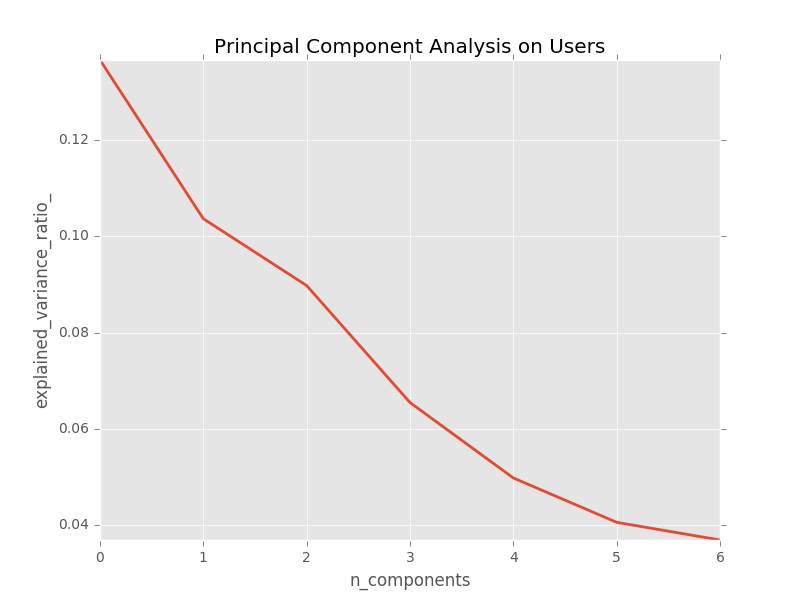 Principal Component Analysis on Users
0.12
0.10
0.08
0.06
0.04
explained_variance_ratio_
0 1 2 3 4 5 6
n_components